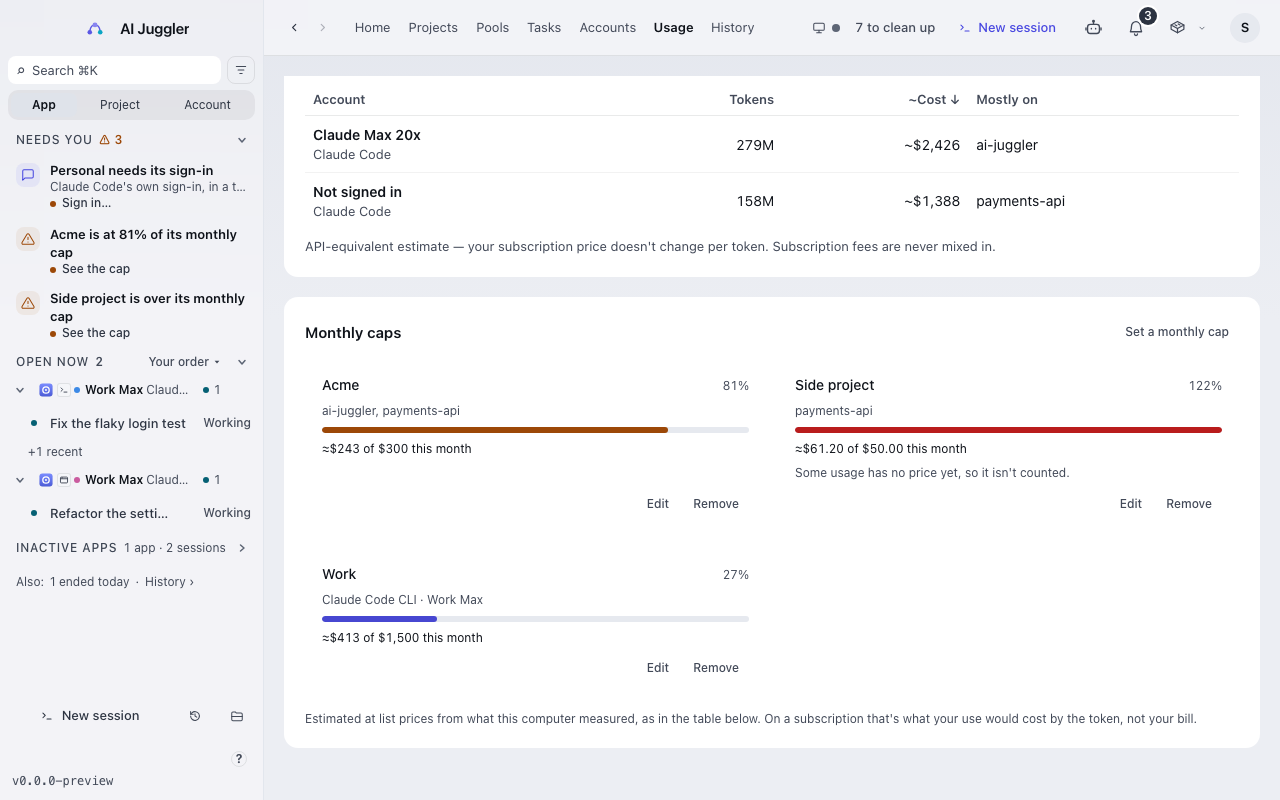 AI Juggler
Search ⌘K
App Project Account
NEEDS YOU 3
Personal needs its sign-in
Claude Code's own sign-in, in a t...
Sign in...
Acme is at 81% of its monthly
cap
See the cap
Side project is over its monthly
cap
See the cap
OPEN NOW 2 Your order
Work Max Claud... 1
Fix the flaky login test Working
+1 recent
Work Max Claud... 1
Refactor the setti... Working
INACTIVE APPS 1 app · 2 sessions
Also: 1 ended today · History ›
New session
?
v0.0.0-preview
Home Projects Pools Tasks Accounts Usage History
7 to clean up
New session
3
S
Account Tokens ~Cost ↓ Mostly on
Claude Max 20x
Claude Code
279M ~$2,426 ai-juggler
Not signed in
Claude Code
158M ~$1,388 payments-api
API-equivalent estimate — your subscription price doesn't change per token. Subscription fees are never mixed in.
Monthly caps
Set a monthly cap
Acme 81%
ai-juggler, payments-api
≈$243 of $300 this month
Edit Remove
Side project 122%
payments-api
≈$61.20 of $50.00 this month
Some usage has no price yet, so it isn't counted.
Edit Remove
Work 27%
Claude Code CLI · Work Max
≈$413 of $1,500 this month
Edit Remove
Estimated at list prices from what this computer measured, as in the table below. On a subscription that's what your use would cost by the token, not your bill.